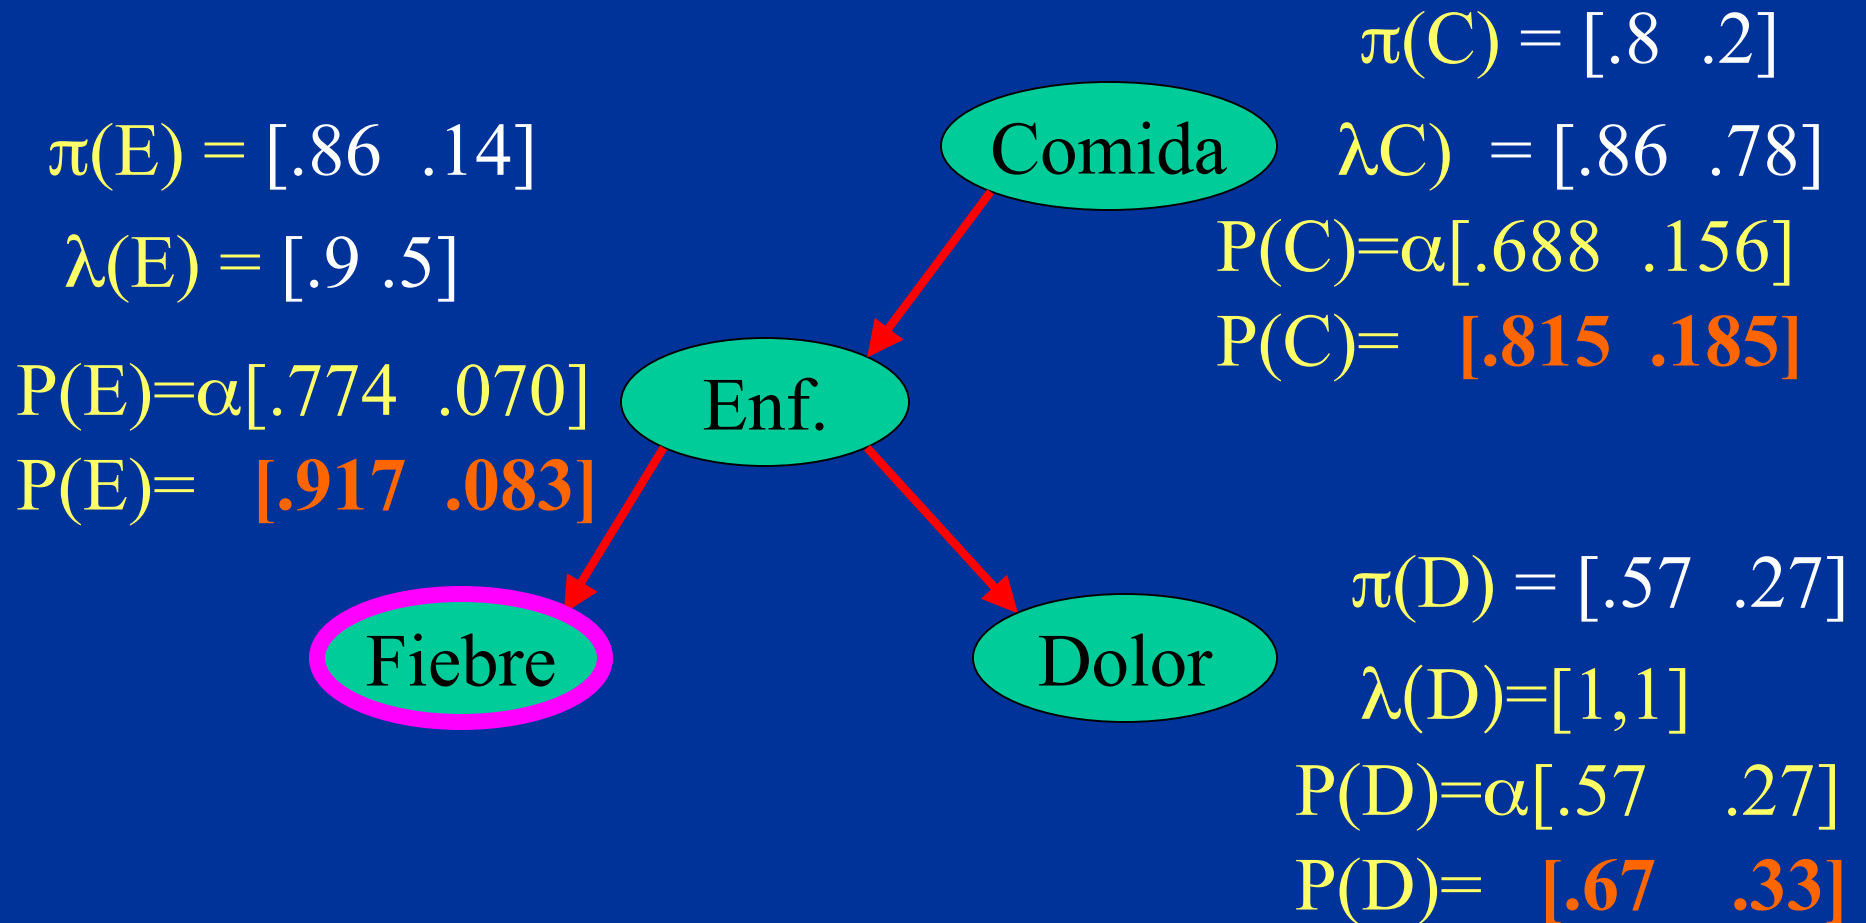 π(C) = [.8 .2]
λC) = [.86 .78]
P(C)=α[.688 .156]
P(C)= [.815 .185]
Comida
π(E) = [.86 .14]
λ(E) = [.9 .5]
P(E)=α[.774 .070]
P(E)= [.917 .083]
Enf.
Fiebre
Dolor
π(D) = [.57 .27]
λ(D)=[1,1]
P(D)=α[.57 .27]
P(D)= [.67 .33]